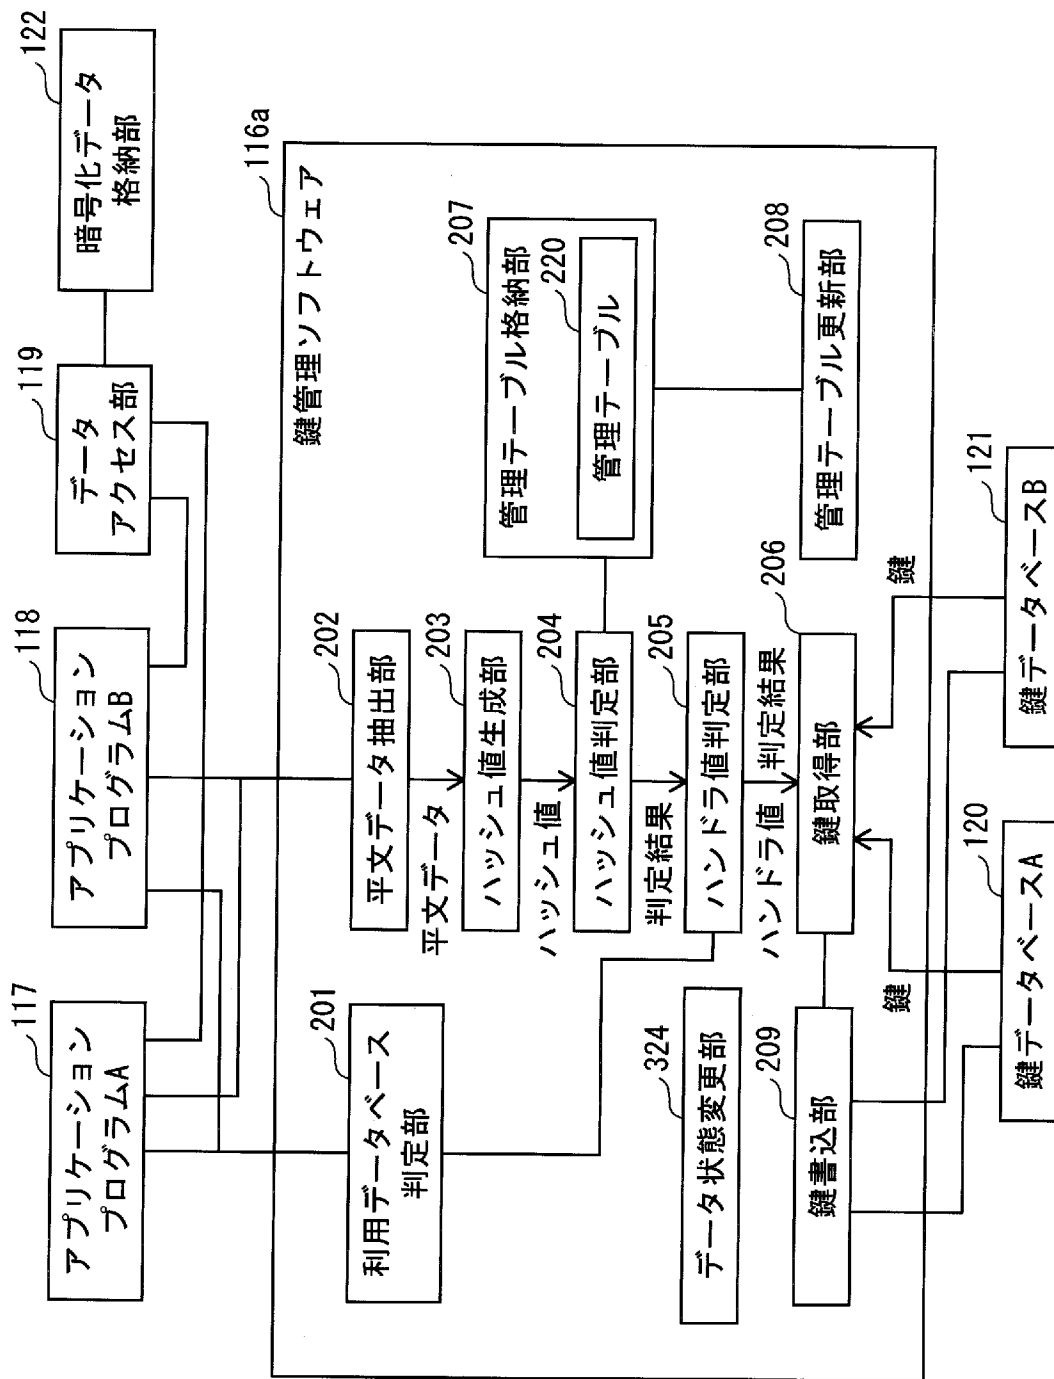 117
アプリケーション
プログラムA
118
アプリケーション
プログラムB
119
データ
アクセス部
122
暗号化データ
格納部
116a
鍵管理ソフトウェア
201
利用データベース
判定部
202
平文データ抽出部
平文データ
203
ハッシュ値生成部
ハッシュ値
204
ハッシュ値判定部
判定結果
205
ハンドラ値判定部
ハンドラ値
判定結果
206
鍵取得部
207
管理テーブル格納部
220
管理テーブル
208
管理テーブル更新部
324
データ状態変更部
209
鍵書込部
鍵
鍵
120
鍵データベースA
121
鍵データベースB